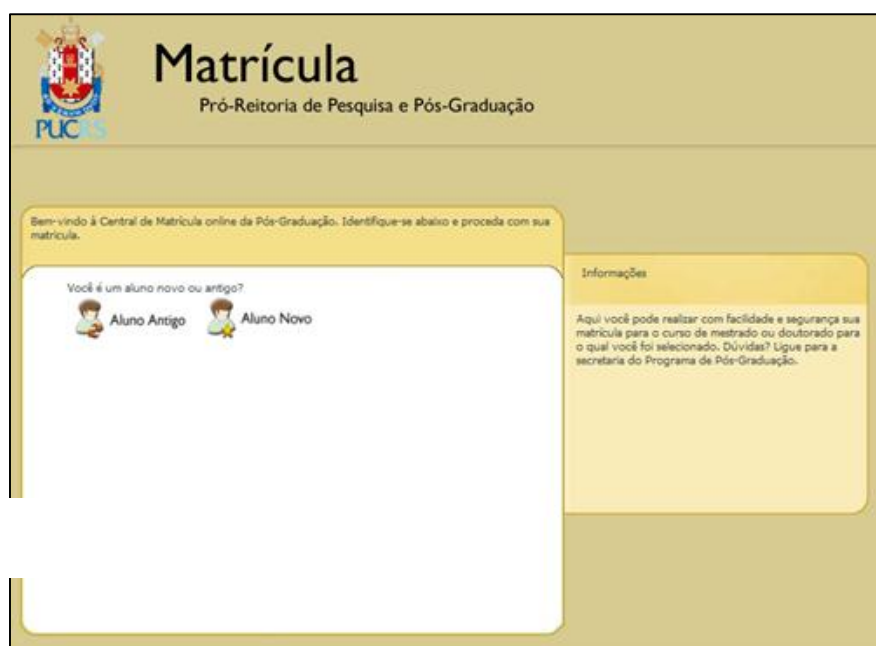 Matrícula
Pró-Reitoria de Pesquisa e Pós-Graduação
PUCRS
Bem-vindo à Central de Matrícula online da Pós-Graduação. Identifique-se abaixo e proceda com sua
matrícula.
Você é um aluno novo ou antigo?
Aluno Antigo
Aluno Novo
Informações
Aqui você pode realizar com facilidade e segurança sua
matrícula para o curso de mestrado ou doutorado para
o qual você foi selecionado. Dúvidas? Ligue para a
secretaria do Programa de Pós-Graduação.